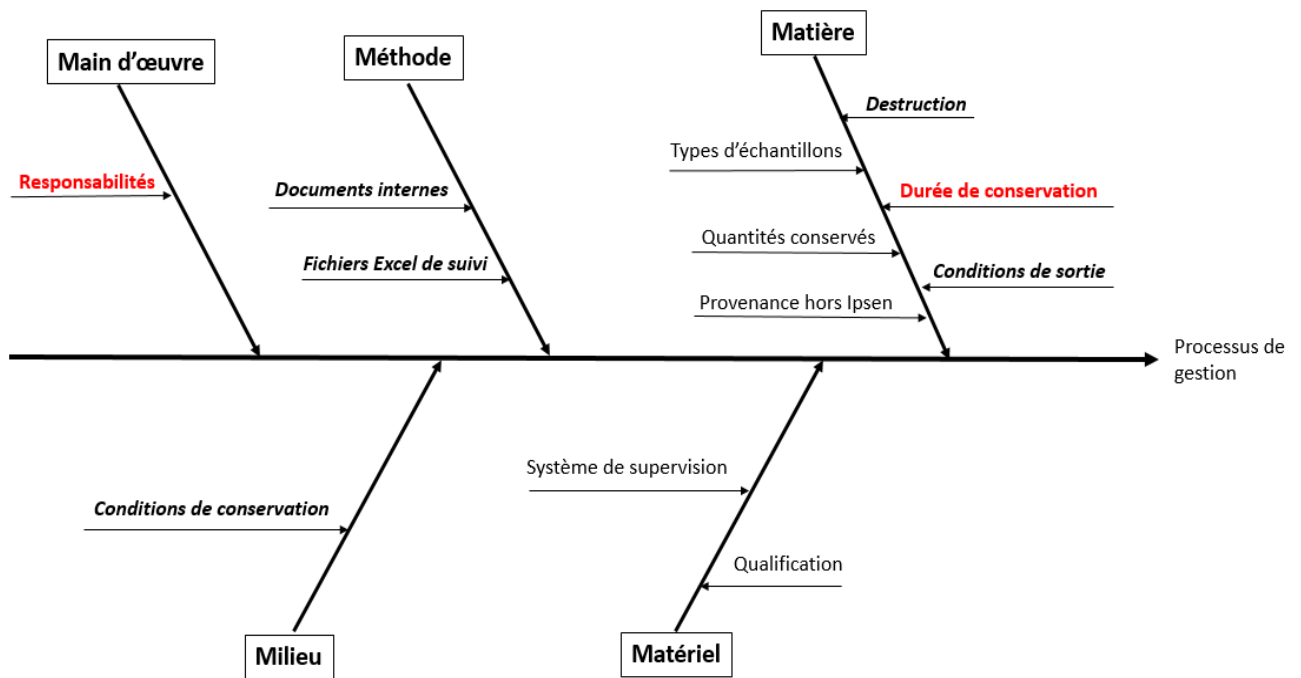 Main d'œuvre
Méthode
Matière
Responsabilités
Documents internes
Fichiers Excel de suivi
Destruction
Types d'échantillons
Durée de conservation
Quantités conservés
Conditions de sortie
Provenance hors Ipsen
Processus de
gestion
Conditions de conservation
Système de supervision
Qualification
Milieu
Matériel